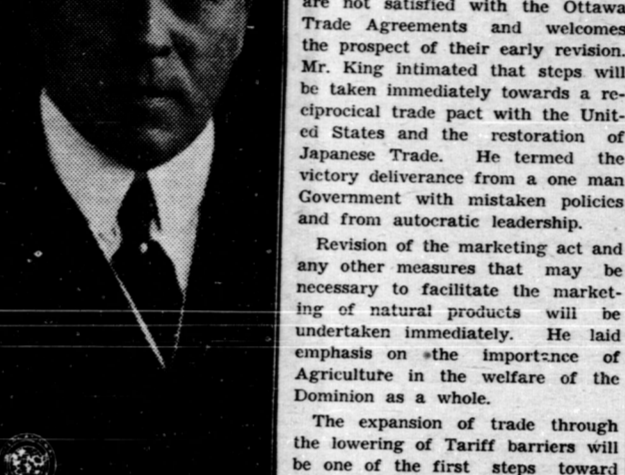 are not satisfied with the Ottawa
Trade Agreements and welcomes
the prospect of their early revision.
Mr. King intimated that steps will
be taken immediately towards a re-
ciprocical trade pact with the Unit-
ed States and the restoration of
Japanese Trade. He termed the
victory deliverance from a one man
Government with mistaken policies
and from autocratic leadership.
Revision of the marketing act and
any other measures that may be
necessary to facilitate the market-
ing of natural products will be
undertaken immediately. He laid
emphasis on the importance of
Agriculture in the welfare of the
Dominion as a whole.
The expansion of trade through
the lowering of Tariff barriers will
be one of the first steps toward